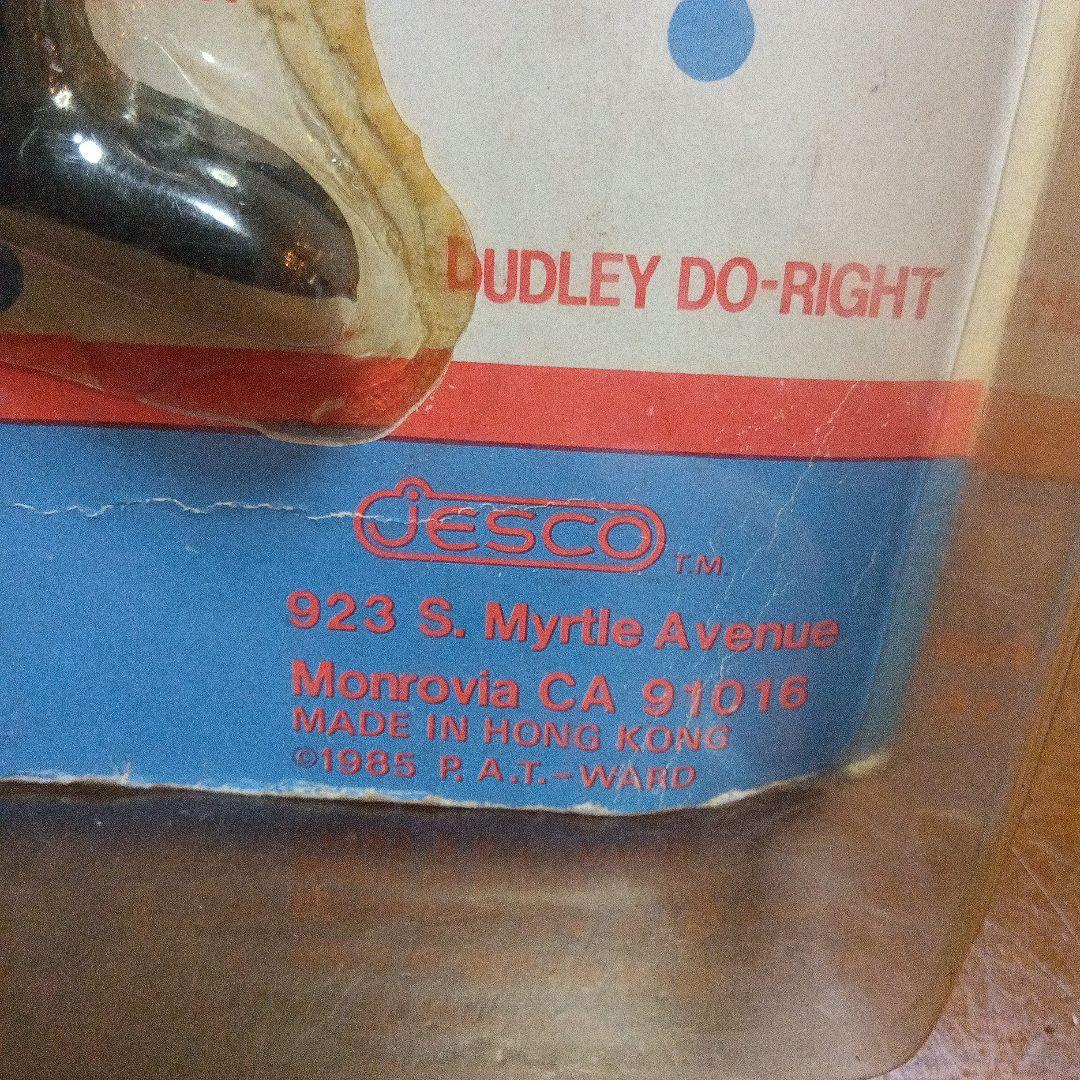 DUDLEY DO-RIGHT
jESCO T.M.
923 S. Myrtle Avenue
Monrovia CA 91016
MADE IN HONG KONG
©1985 P.A.T.-WARD